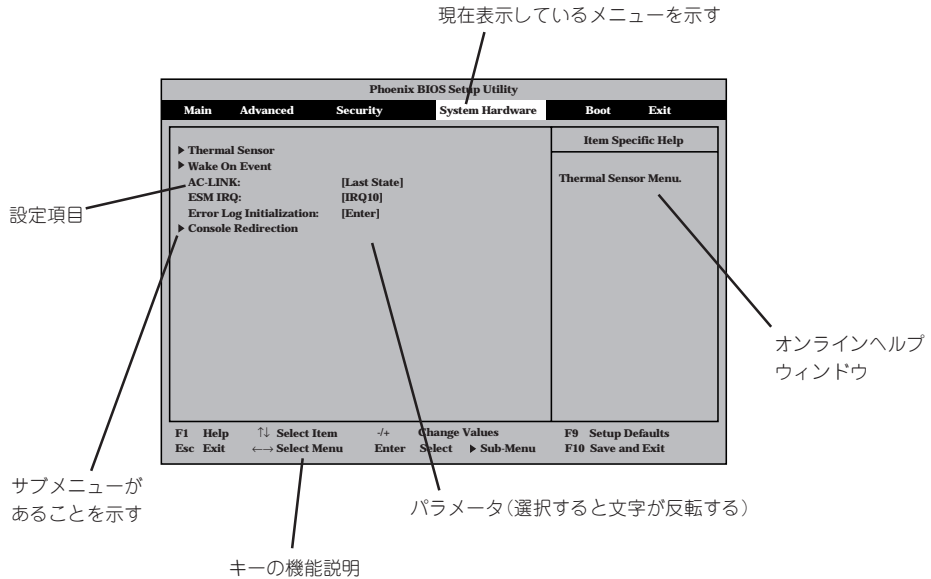 現在表示しているメニューを示す
Phoenix BIOS Setup Utility
Main Advanced Security System Hardware Boot Exit
Item Specific Help
▶ Thermal Sensor
▶ Wake On Event
Thermal Sensor Menu.
AC-LINK: [Last State]
ESM IRQ: [IRQ10]
設定項目
Error Log Initialization: [Enter]
▶ Console Redirection
オンラインヘルプ
ウィンドウ
F1 Help ↑↓ Select Item -/+ Change Values F9 Setup Defaults
Esc Exit ←→ Select Menu Enter Select ▶ Sub-Menu F10 Save and Exit
サブメニューが
あることを示す
パラメータ(選択すると文字が反転する)
キーの機能説明